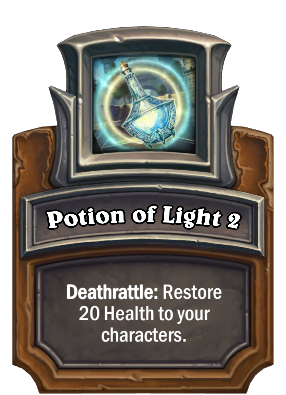 Potion of Light 2
Deathrattle: Restore
20 Health to your
characters.